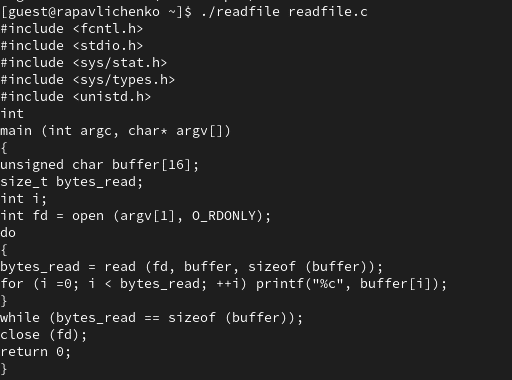 [guest@rapavlichenko ~]$ ./readfile readfile.c
#include <fcntl.h>
#include <stdio.h>
#include <sys/stat.h>
#include <sys/types.h>
#include <unistd.h>
int
main (int argc, char* argv[])
{
unsigned char buffer[16];
size_t bytes_read;
int i;
int fd = open (argv[1], O_RDONLY);
do
{
bytes_read = read (fd, buffer, sizeof (buffer));
for (i =0; i < bytes_read; ++i) printf("%c", buffer[i]);
}
while (bytes_read == sizeof (buffer));
close (fd);
return 0;
}